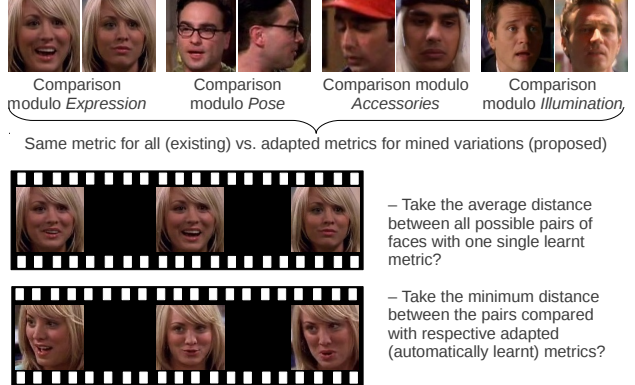 Comparison
modulo Expression
Comparison
modulo Pose
Comparison modulo
Accessories
Comparison
modulo Illumination
Same metric for all (existing) vs. adapted metrics for mined variations (proposed)
– Take the average distance
between all possible pairs of
faces with one single learnt
metric?
– Take the minimum distance
between the pairs compared
with respective adapted
(automatically learnt) metrics?